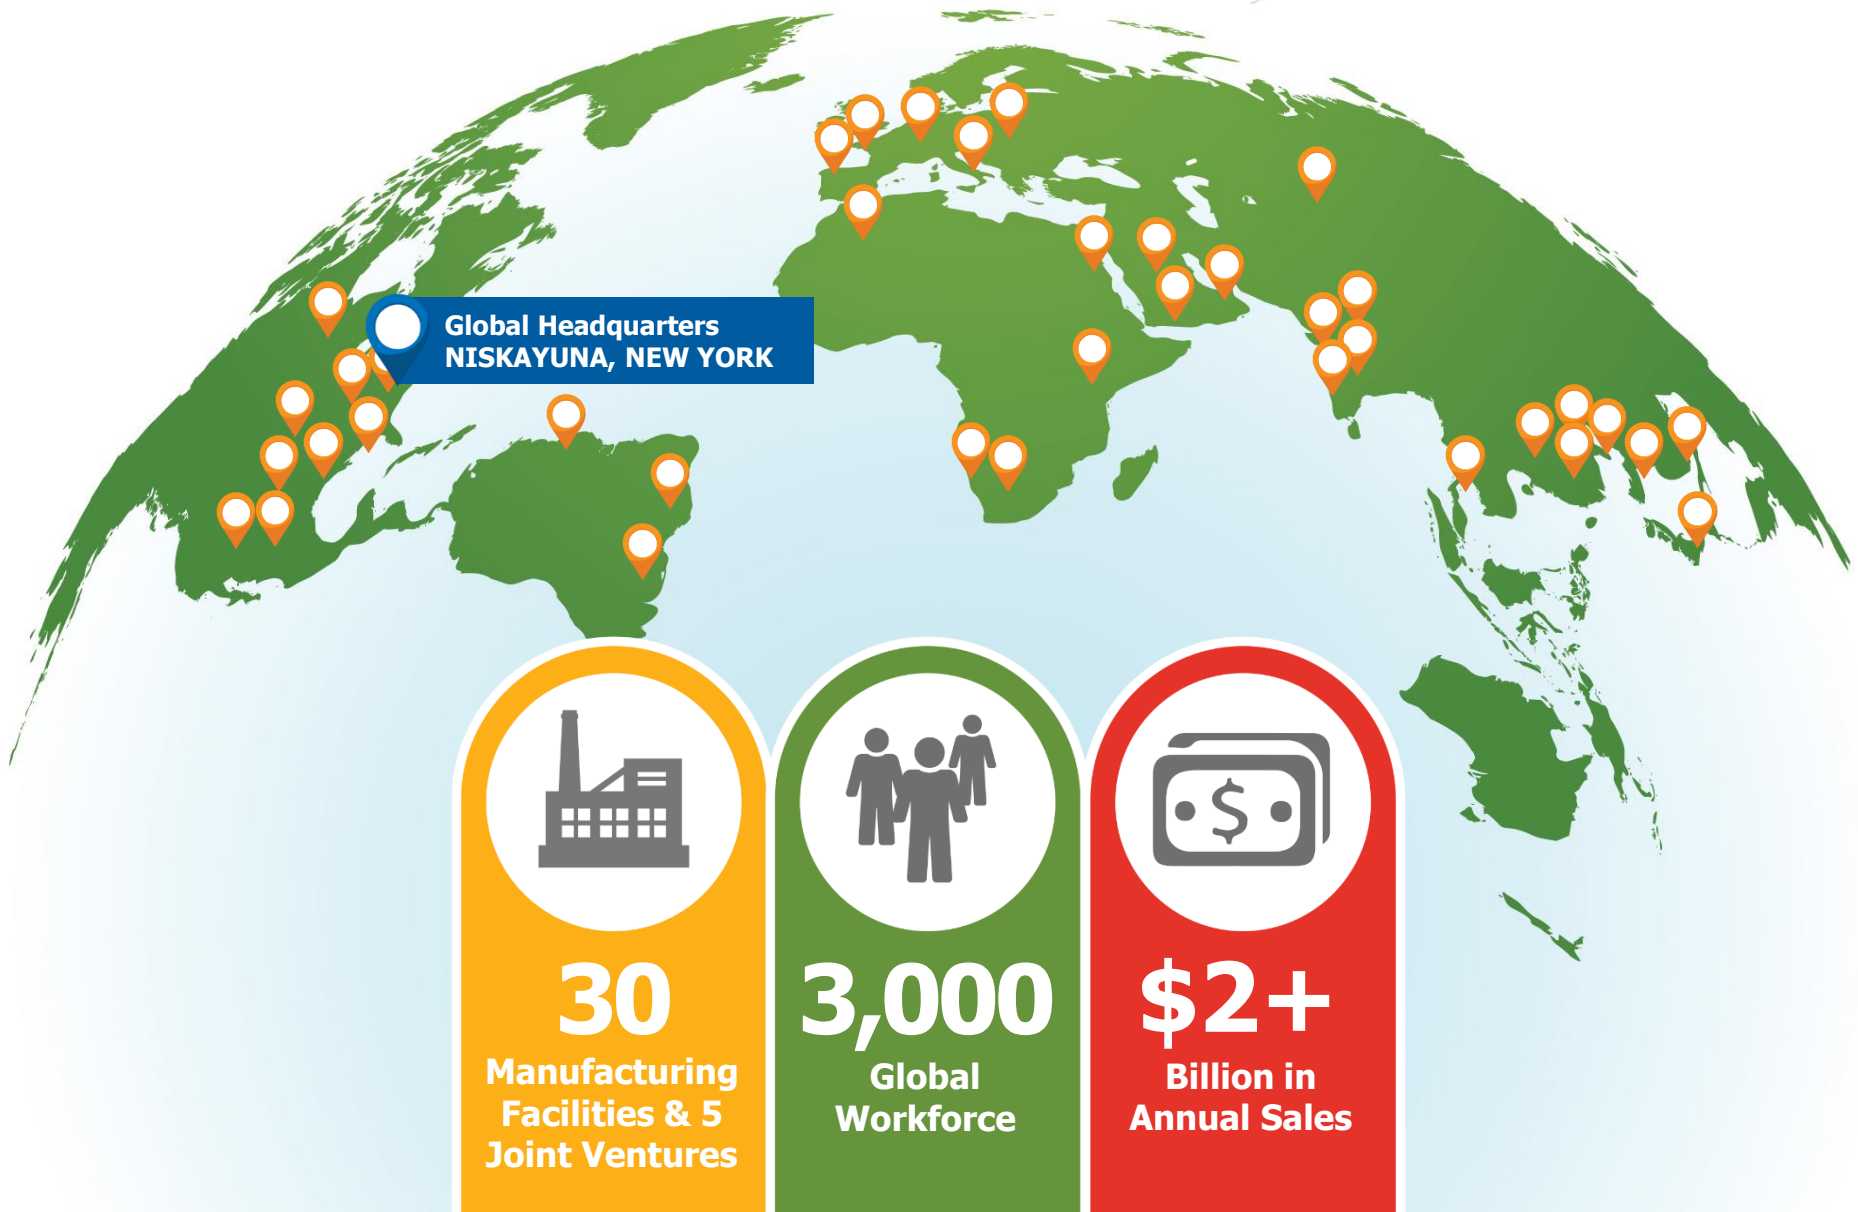 Global Headquarters
NISKAYUNA, NEW YORK
30
Manufacturing
Facilities & 5
Joint Ventures
3,000
Global
Workforce
$2+
Billion in
Annual Sales